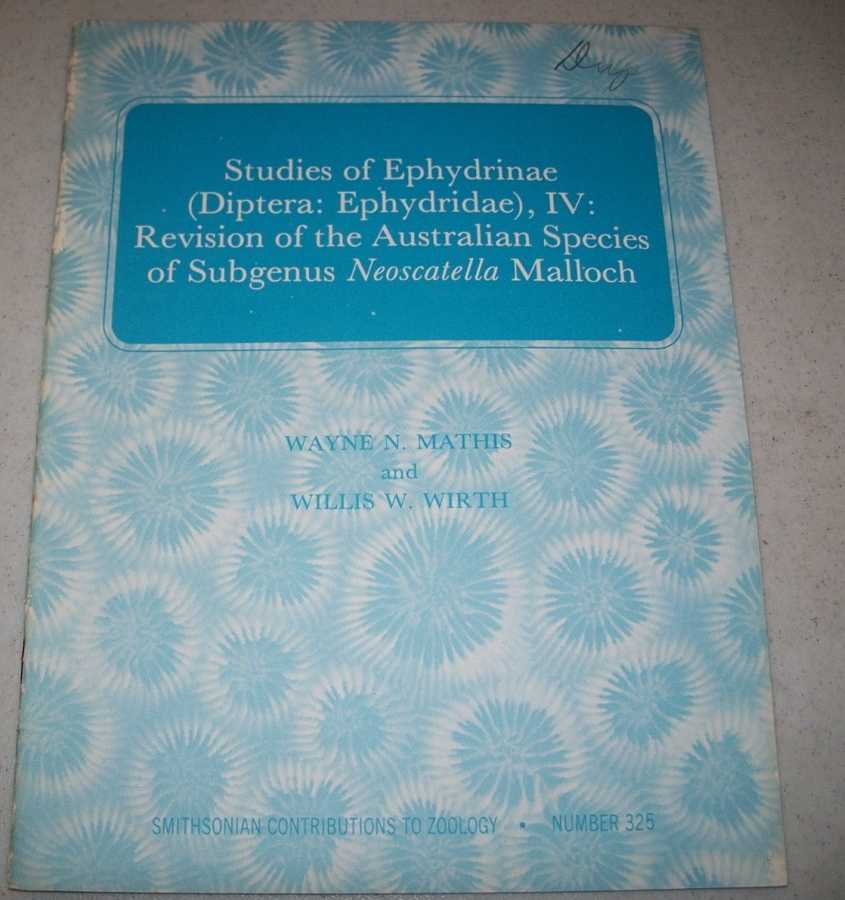 Dup
Studies of Ephydrinae
(Diptera: Ephydridae), IV:
Revision of the Australian Species
of Subgenus Neoscatella Malloch
WAYNE N. MATHIS
and
WILLIS W. WIRTH
SMITHSONIAN CONTRIBUTIONS TO ZOOLOGY • NUMBER 325